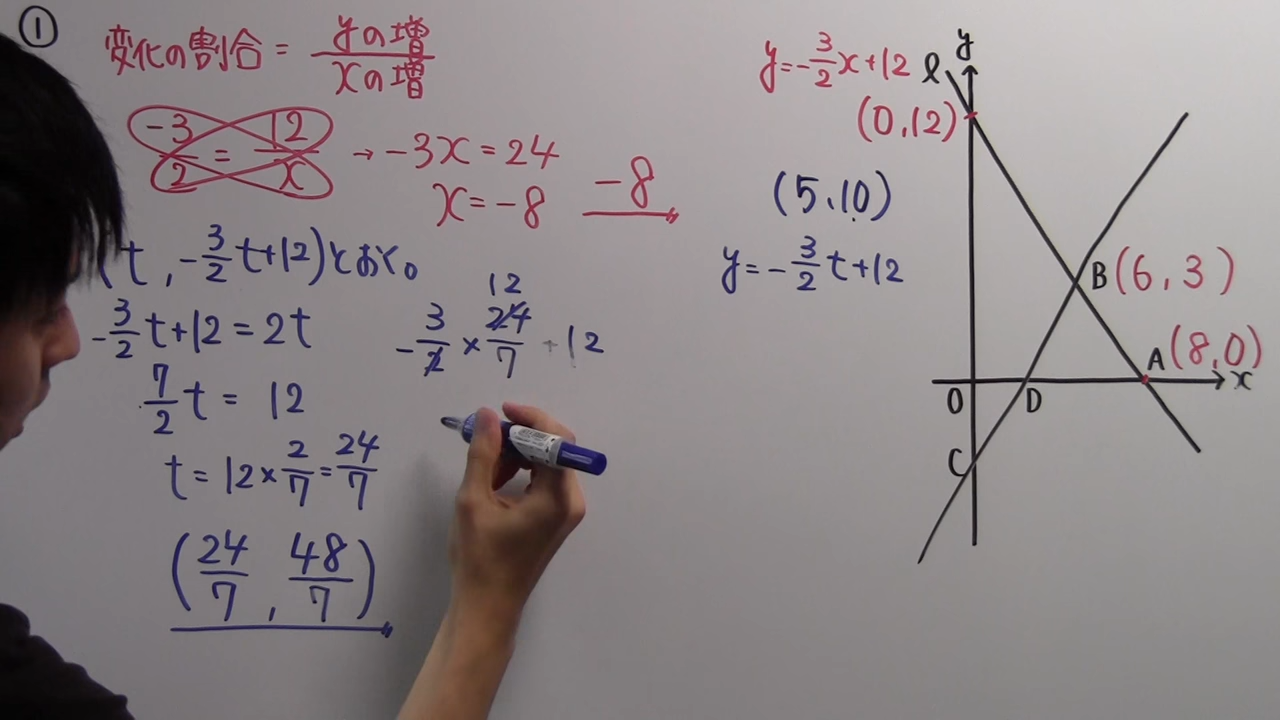 ①
変化の割合 = yの増/xの増
-3/2 = 12/x → -3x = 24
x = -8 -8
(t, -3/2t+12)とおく。
-3/2t+12 = 2t
7/2t = 12
t = 12×2/7 = 24/7
(24/7, 48/7)
12
-3/2 × 24/7 + 12
y=-3/2x+12
(0,12)
(5,10)
y=-3/2t+12
y
ℓ
B(6,3)
A(8,0)
x
O
D
C